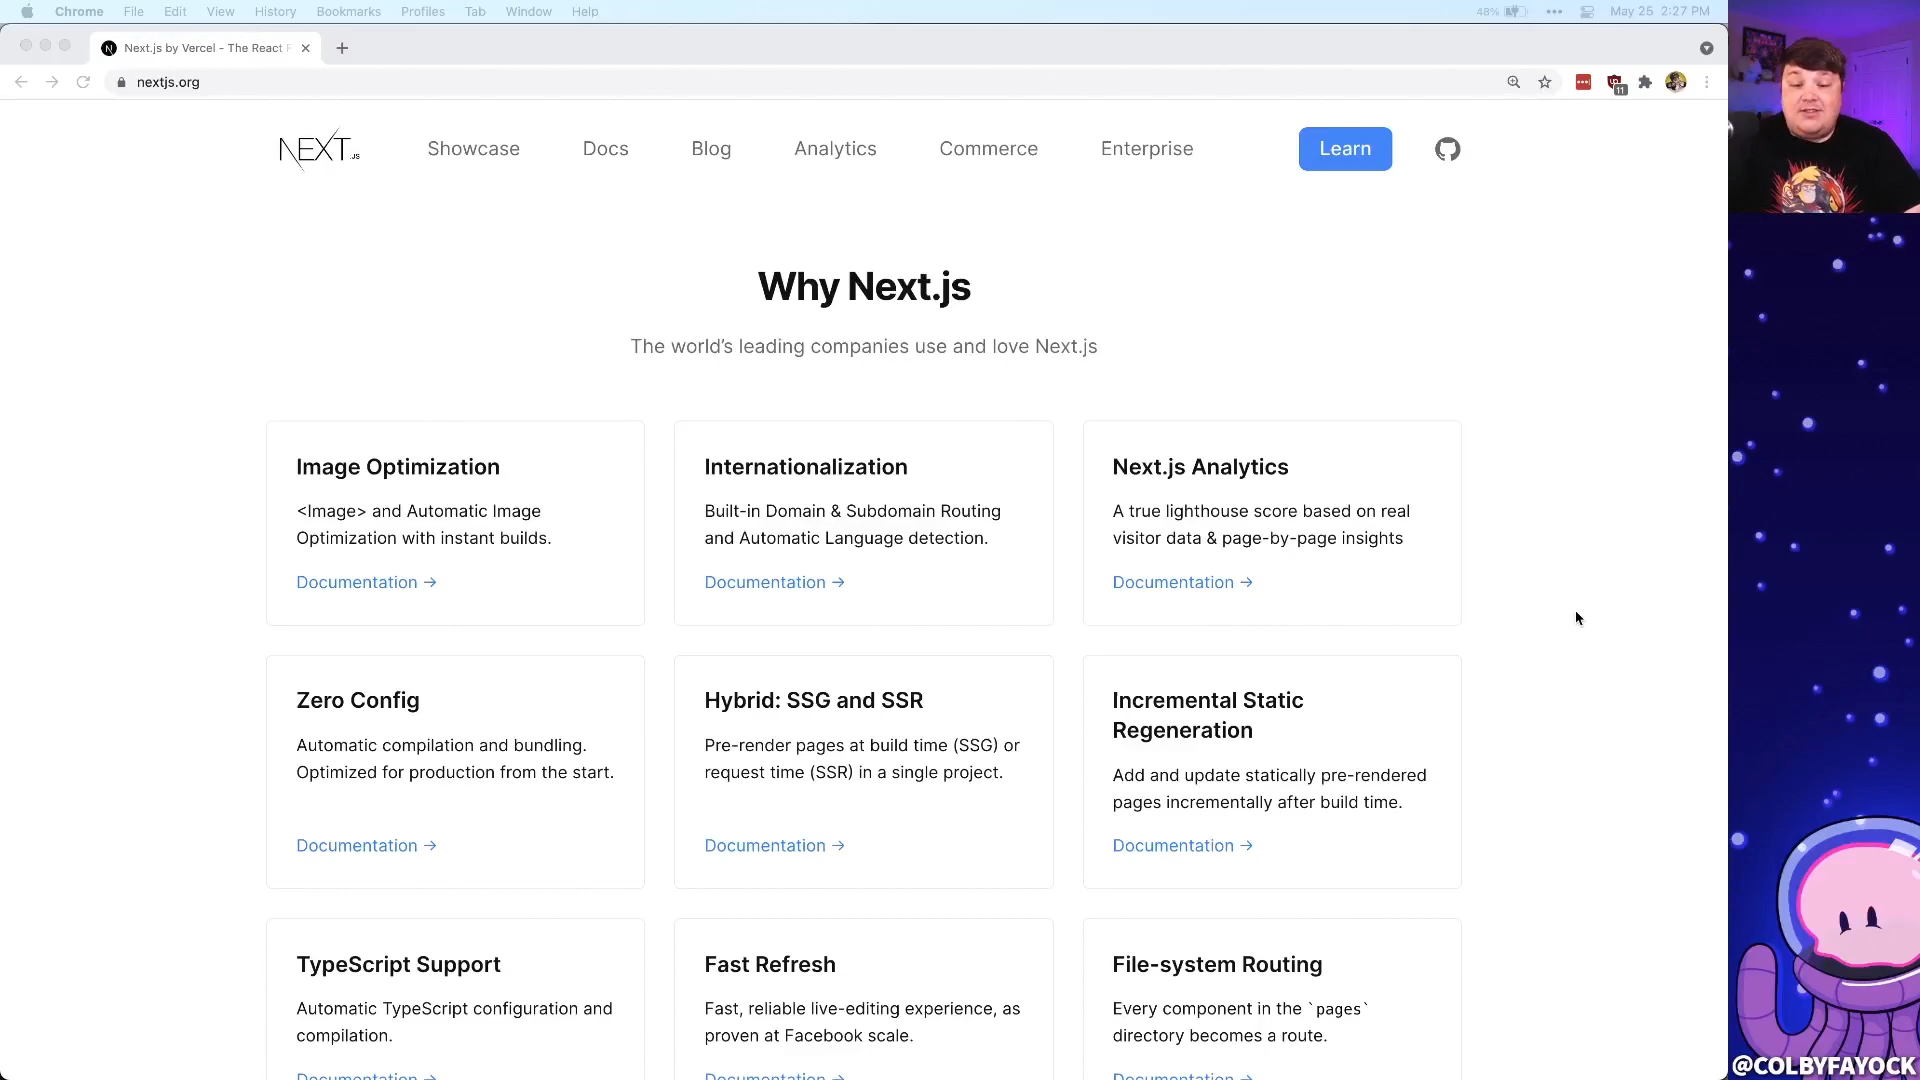 Chrome File Edit View History Bookmarks Profiles Tab Window Help 48% May 25 2:27 PM
N Next.js by Vercel - The React F
nextjs.org
11
NEXT.JS Showcase Docs Blog Analytics Commerce Enterprise Learn
Why Next.js
The world’s leading companies use and love Next.js
Image Optimization
<Image> and Automatic Image
Optimization with instant builds.
Documentation →
Internationalization
Built-in Domain & Subdomain Routing
and Automatic Language detection.
Documentation →
Next.js Analytics
A true lighthouse score based on real
visitor data & page-by-page insights
Documentation →
Zero Config
Automatic compilation and bundling.
Optimized for production from the start.
Documentation →
Hybrid: SSG and SSR
Pre-render pages at build time (SSG) or
request time (SSR) in a single project.
Documentation →
Incremental Static
Regeneration
Add and update statically pre-rendered
pages incrementally after build time.
Documentation →
TypeScript Support
Automatic TypeScript configuration and
compilation.
Documentation →
Fast Refresh
Fast, reliable live-editing experience, as
proven at Facebook scale.
Documentation →
File-system Routing
Every component in the `pages`
directory becomes a route.
Documentation →
@COLBYFAYOCK